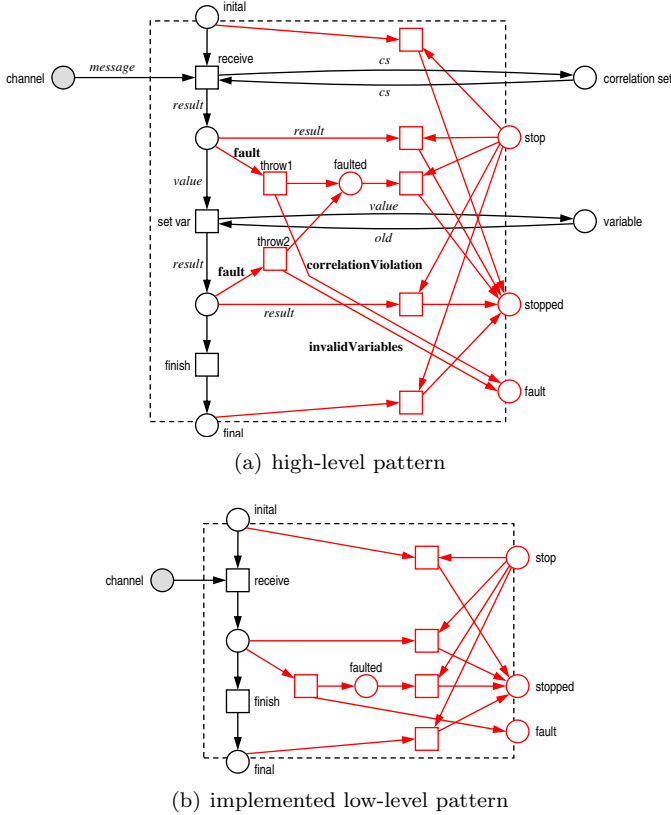 inital
receive
channel
message
cs
cs
correlation set
result
result
stop
fault
throw1
faulted
value
set var
value
old
variable
throw2
result
fault
correlationViolation
result
stopped
invalidVariables
finish
fault
final
(a) high-level pattern
inital
channel
receive
stop
faulted
finish
stopped
fault
final
(b) implemented low-level pattern